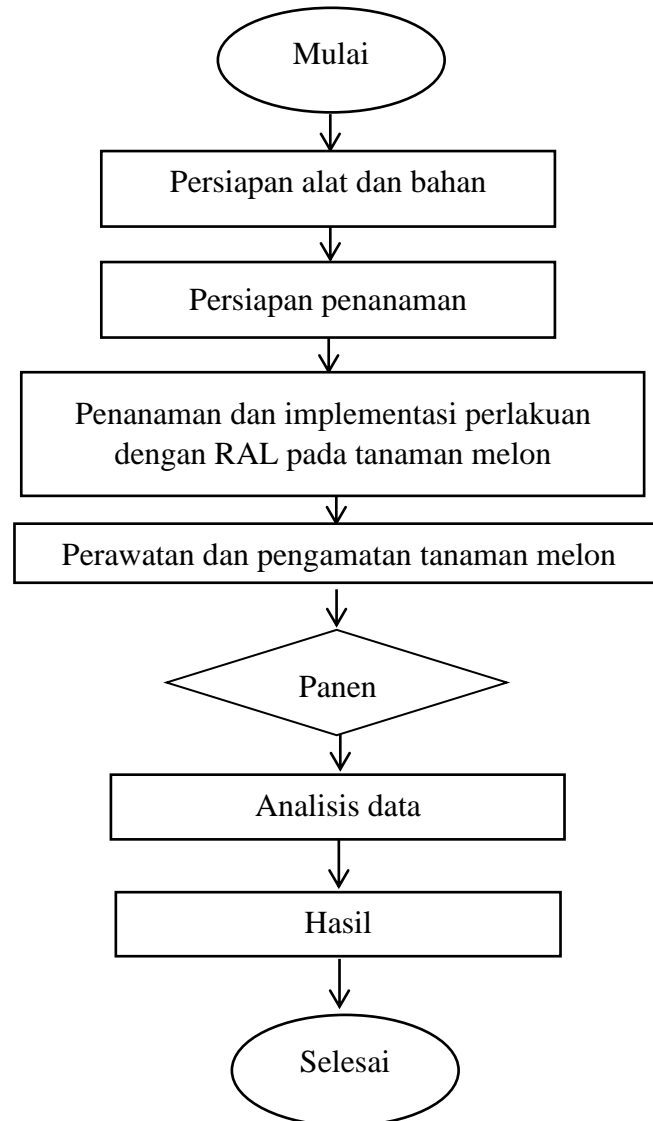 Mulai
Persiapan alat dan bahan
Persiapan penanaman
Penanaman dan implementasi perlakuan
dengan RAL pada tanaman melon
Perawatan dan pengamatan tanaman melon
Panen
Analisis data
Hasil
Selesai